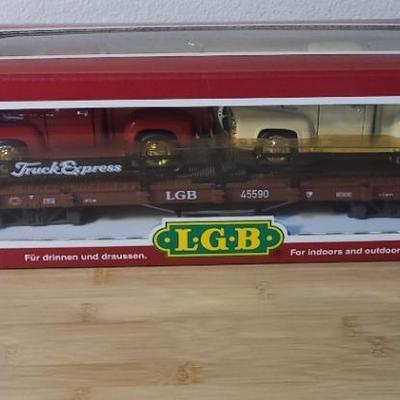 Truck Express
LGB 45590
L·G·B
Für drinnen und draussen.
For indoors and outdoor